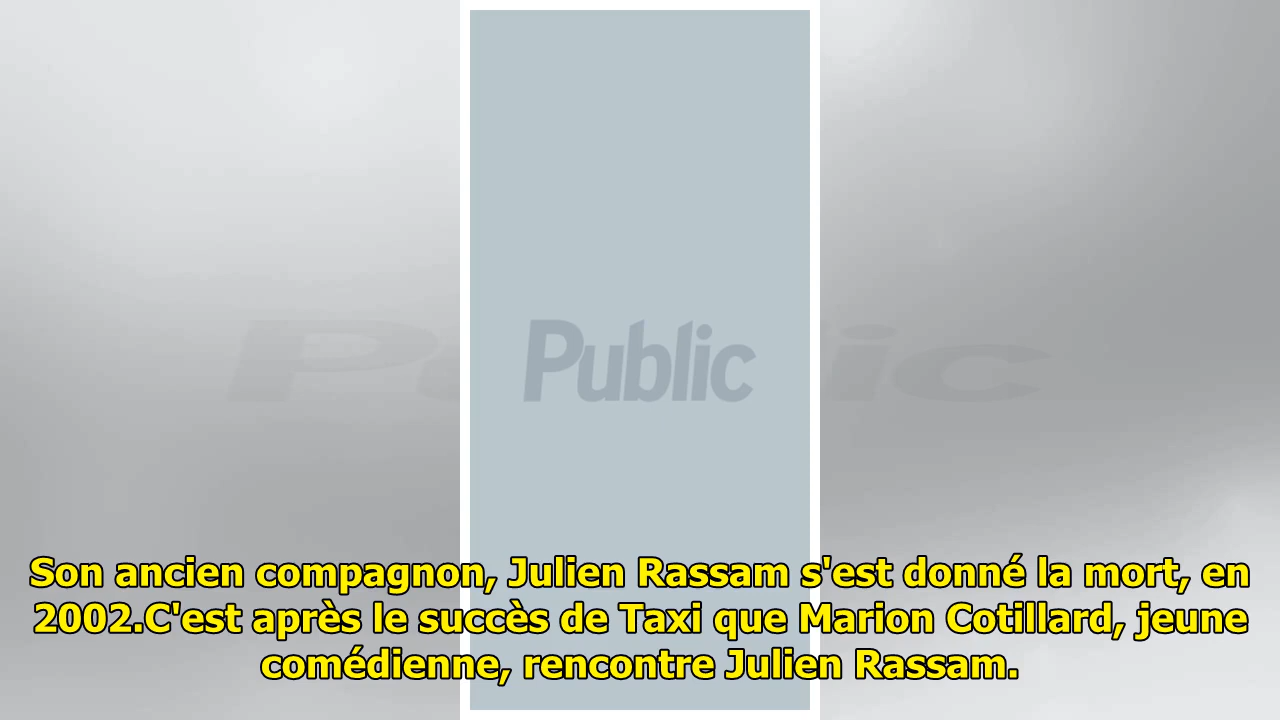 Public
Son ancien compagnon, Julien Rassam s'est donné la mort, en
2002.C'est après le succès de Taxi que Marion Cotillard, jeune
comédienne, rencontre Julien Rassam.